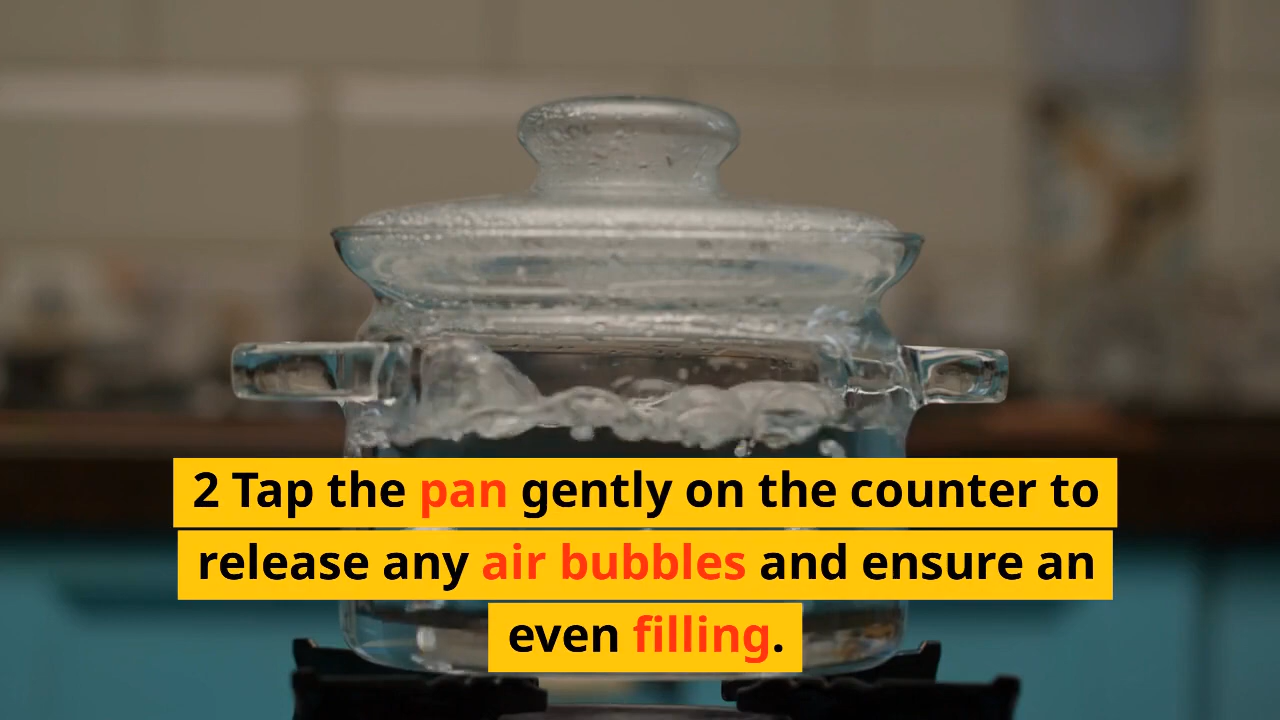 2 Tap the pan gently on the counter to
release any air bubbles and ensure an
even filling.